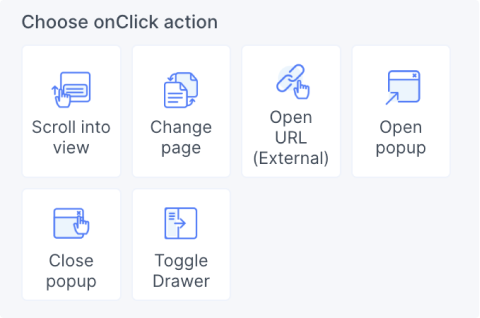 Choose onClick action
Scroll into
view
Change
page
Open
URL
(External)
Open
popup
Close
popup
Toggle
Drawer